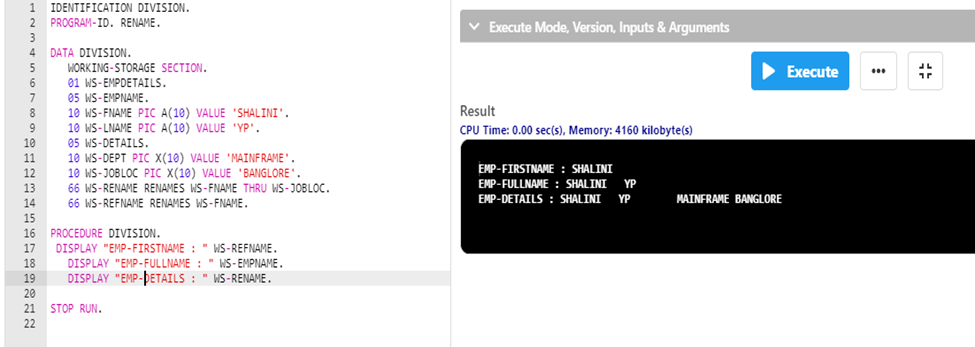 1 IDENTIFICATION DIVISION.
2 PROGRAM-ID. RENAME.
3
4 DATA DIVISION.
5 WORKING-STORAGE SECTION.
6 01 WS-EMPDETAILS.
7 05 WS-EMPNAME.
8 10 WS-FNAME PIC A(10) VALUE 'SHALINI'.
9 10 WS-LNAME PIC A(10) VALUE 'YP'.
10 05 WS-DETAILS.
11 10 WS-DEPT PIC X(10) VALUE 'MAINFRAME'.
12 10 WS-JOBLOC PIC X(10) VALUE 'BANGLORE'.
13 66 WS-RENAME RENAMES WS-FNAME THRU WS-JOBLOC.
14 66 WS-REFNAME RENAMES WS-FNAME.
15
16 PROCEDURE DIVISION.
17 DISPLAY "EMP-FIRSTNAME : " WS-REFNAME.
18 DISPLAY "EMP-FULLNAME : " WS-EMPNAME.
19 DISPLAY "EMP-DETAILS : " WS-RENAME.
20
21 STOP RUN.
22
Execute Mode, Version, Inputs & Arguments
Execute
Result
CPU Time: 0.00 sec(s), Memory: 4160 kilobyte(s)
EMP-FIRSTNAME : SHALINI
EMP-FULLNAME : SHALINI YP
EMP-DETAILS : SHALINI YP MAINFRAME BANGLORE